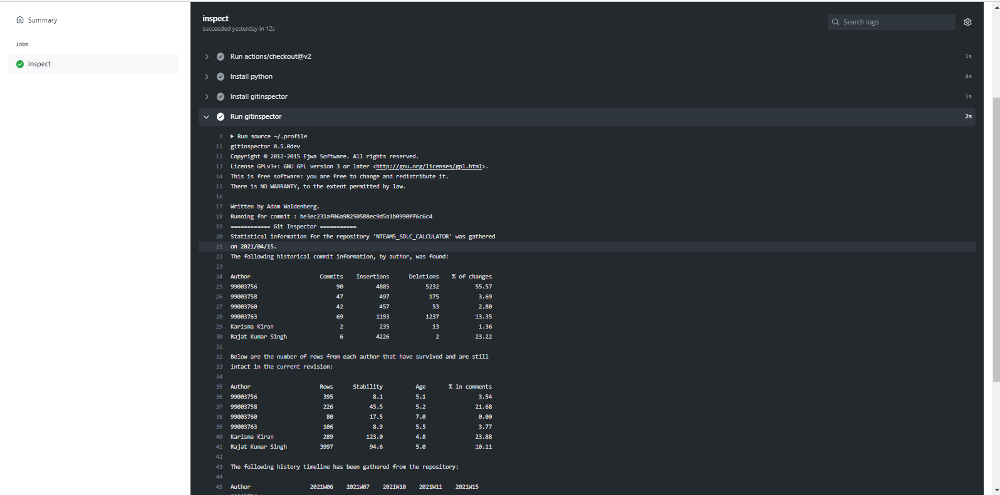 Summary
Jobs
inspect
inspect
succeeded yesterday in 12s
Search logs
Run actions/checkout@v2 1s
Install python 4s
Install gitinspector 1s
Run gitinspector 2s
1 ▶ Run source ~/.profile
11 gitinspector 0.5.0dev
12 Copyright © 2012-2015 Ejwa Software. All rights reserved.
13 License GPLv3+: GNU GPL version 3 or later <http://gnu.org/licenses/gpl.html>.
14 This is free software: you are free to change and redistribute it.
15 There is NO WARRANTY, to the extent permitted by law.
16
17 Written by Adam Waldenberg.
18 Running for commit : be3ec231af06a98250588ec9d5a1b0990ff6c6c4
19 ============ Git Inspector ===========
20 Statistical information for the repository 'NTEAM5_SDLC_CALCULATOR' was gathered
21 on 2021/04/15.
22 The following historical commit information, by author, was found:
23
24 Author Commits Insertions Deletions % of changes
25 99003756 90 4885 5232 55.57
26 99003758 47 497 175 3.69
27 99003760 42 457 53 2.80
28 99003763 69 1193 1237 13.35
29 Karisma Kiran 2 235 13 1.36
30 Rajat Kumar Singh 6 4226 2 23.22
31
32 Below are the number of rows from each author that have survived and are still
33 intact in the current revision:
34
35 Author Rows Stability Age % in comments
36 99003756 395 8.1 5.1 3.54
37 99003758 226 45.5 5.2 21.68
38 99003760 80 17.5 7.0 0.00
39 99003763 106 8.9 5.5 3.77
40 Karisma Kiran 289 123.0 4.8 23.88
41 Rajat Kumar Singh 3997 94.6 5.0 10.11
42
43 The following history timeline has been gathered from the repository:
44
45 Author 2021W06 2021W07 2021W10 2021W11 2021W15